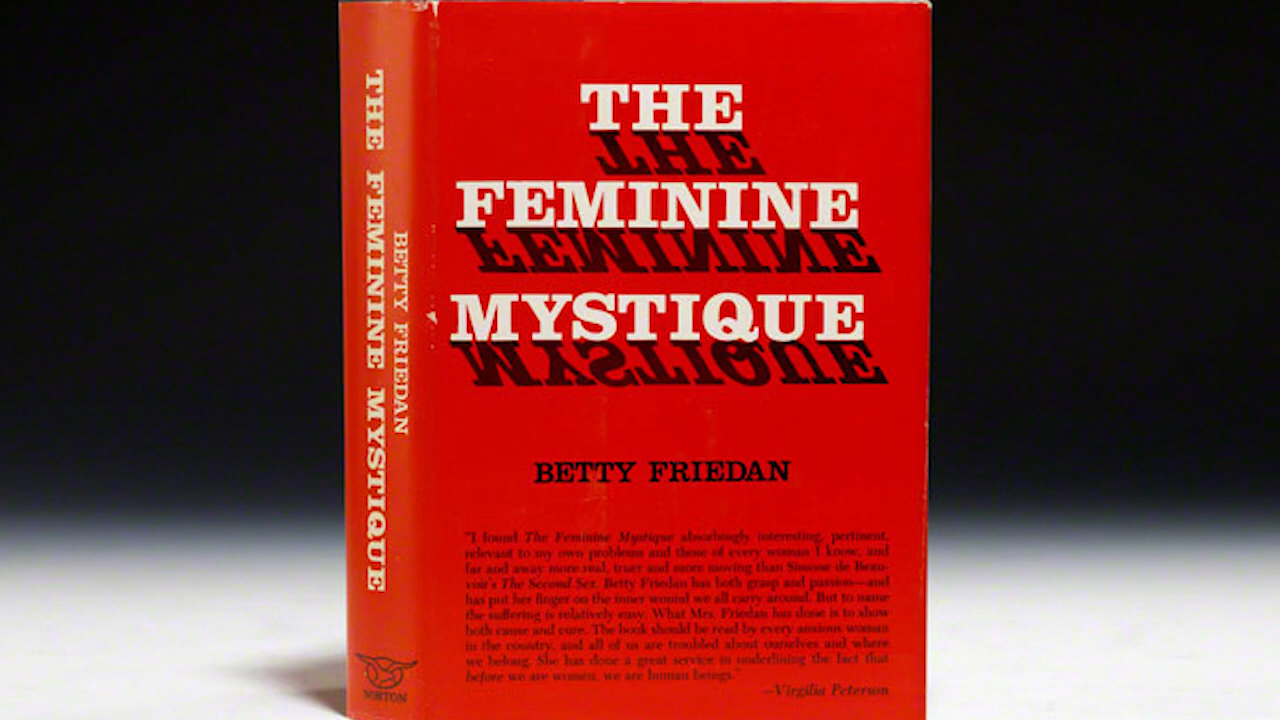 THE FEMININE MYSTIQUE
BETTY FRIEDAN
NORTON
THE
FEMININE
MYSTIQUE
BETTY FRIEDAN
"I found The Feminine Mystique absorbingly interesting, pertinent,
relevant to my own problems and those of every woman I know, and
far and away more real, truer and more moving than Simone de Beau-
voir's The Second Sex. Betty Friedan has both grasp and passion—and
has put her finger on the inner wound we all carry around. But to name
the suffering is relatively easy. What Mrs. Friedan has done is to show
both cause and cure. The book should be read by every anxious woman
in the country, and all of us are troubled about ourselves and where
we belong. She has done a great service in underlining the fact that
before we are women, we are human beings."
—Virgilia Peterson